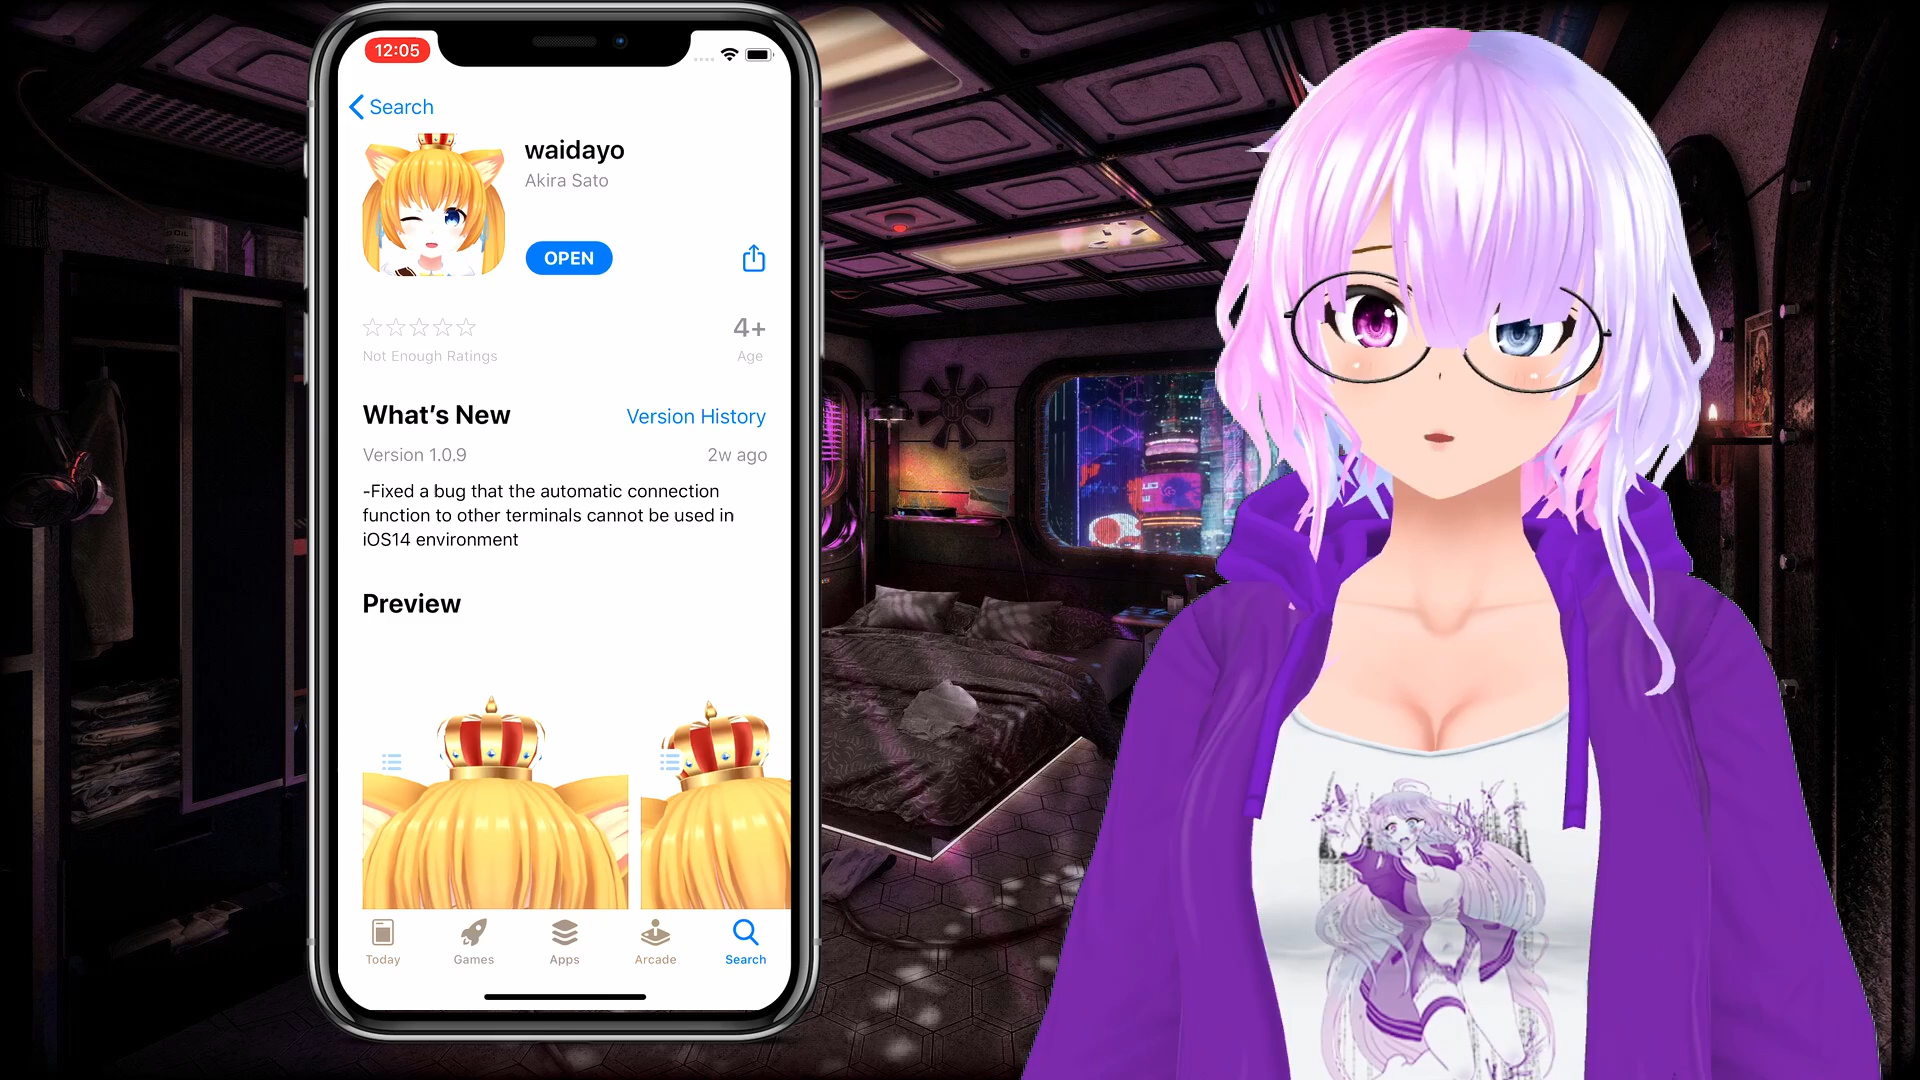 12:05
Search
waidayo
Akira Sato
OPEN
4+
Not Enough Ratings
Age
What’s New
Version History
Version 1.0.9
2w ago
-Fixed a bug that the automatic connection
function to other terminals cannot be used in
iOS14 environment
Preview
Today
Games
Apps
Arcade
Search